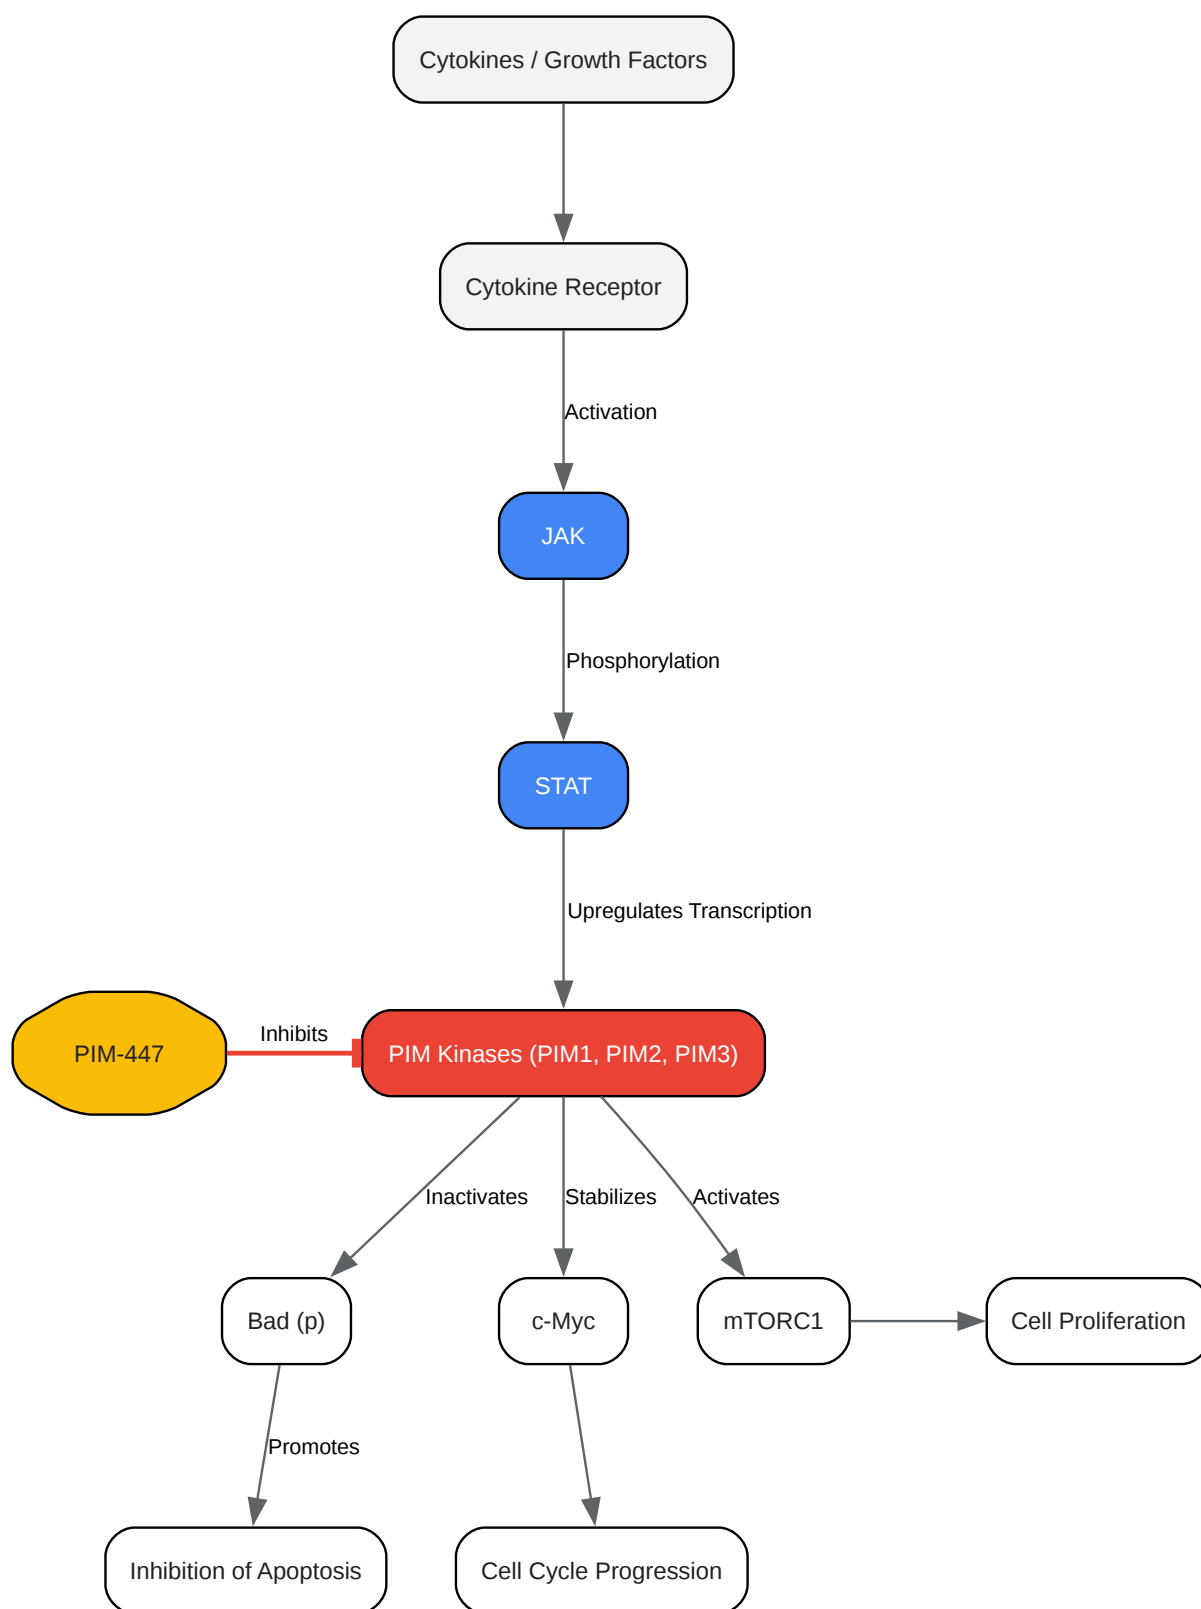 Cytokines / Growth Factors
Cytokine Receptor
Activation
JAK
Phosphorylation
STAT
Upregulates Transcription
PIM-447
Inhibits
PIM Kinases (PIM1, PIM2, PIM3)
Inactivates
Stabilizes
Activates
Bad (p)
c-Myc
mTORC1
Cell Proliferation
Promotes
Inhibition of Apoptosis
Cell Cycle Progression